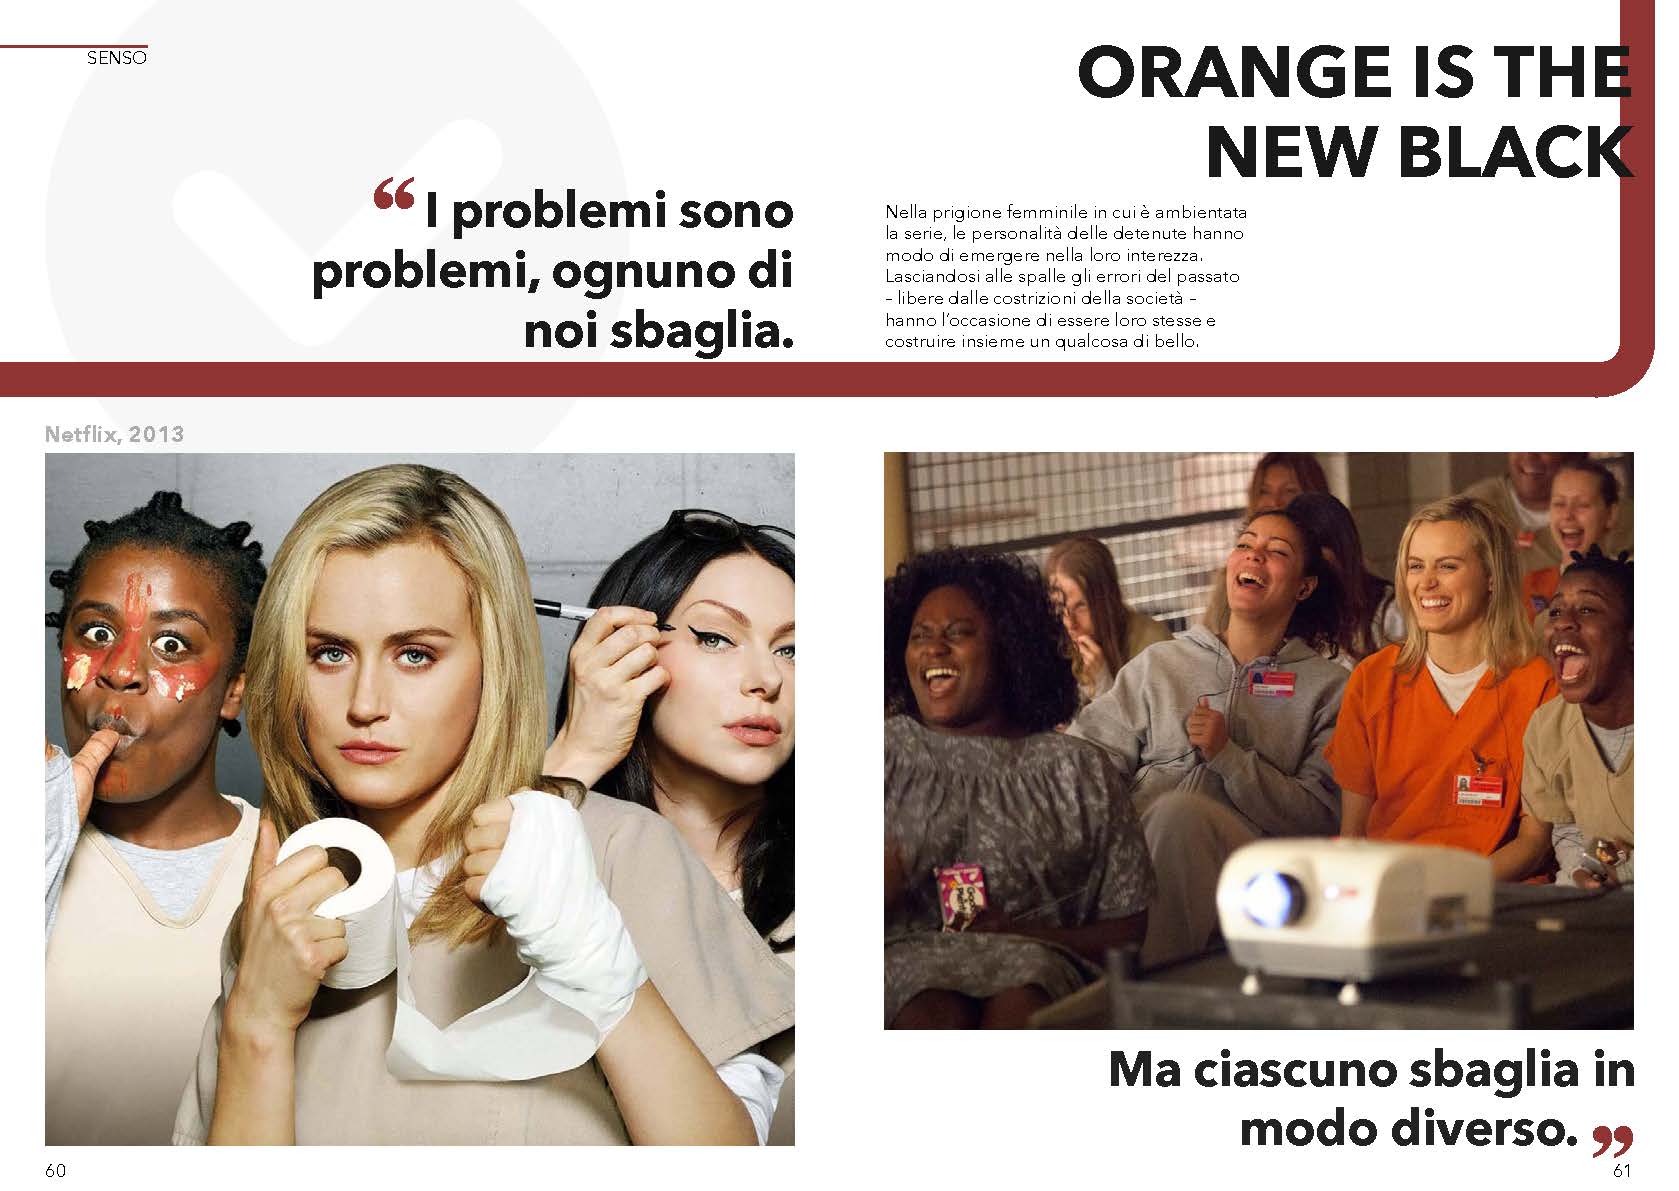 SENSO
ORANGE IS THE
NEW BLACK
“ I problemi sono
problemi, ognuno di
noi sbaglia.
Nella prigione femminile in cui è ambientata
la serie, le personalità delle detenute hanno
modo di emergere nella loro interezza.
Lasciandosi alle spalle gli errori del passato
– libere dalle costrizioni della società –
hanno l’occasione di essere loro stesse e
costruire insieme un qualcosa di bello.
Netflix, 2013
Ma ciascuno sbaglia in
modo diverso. ”
60
61